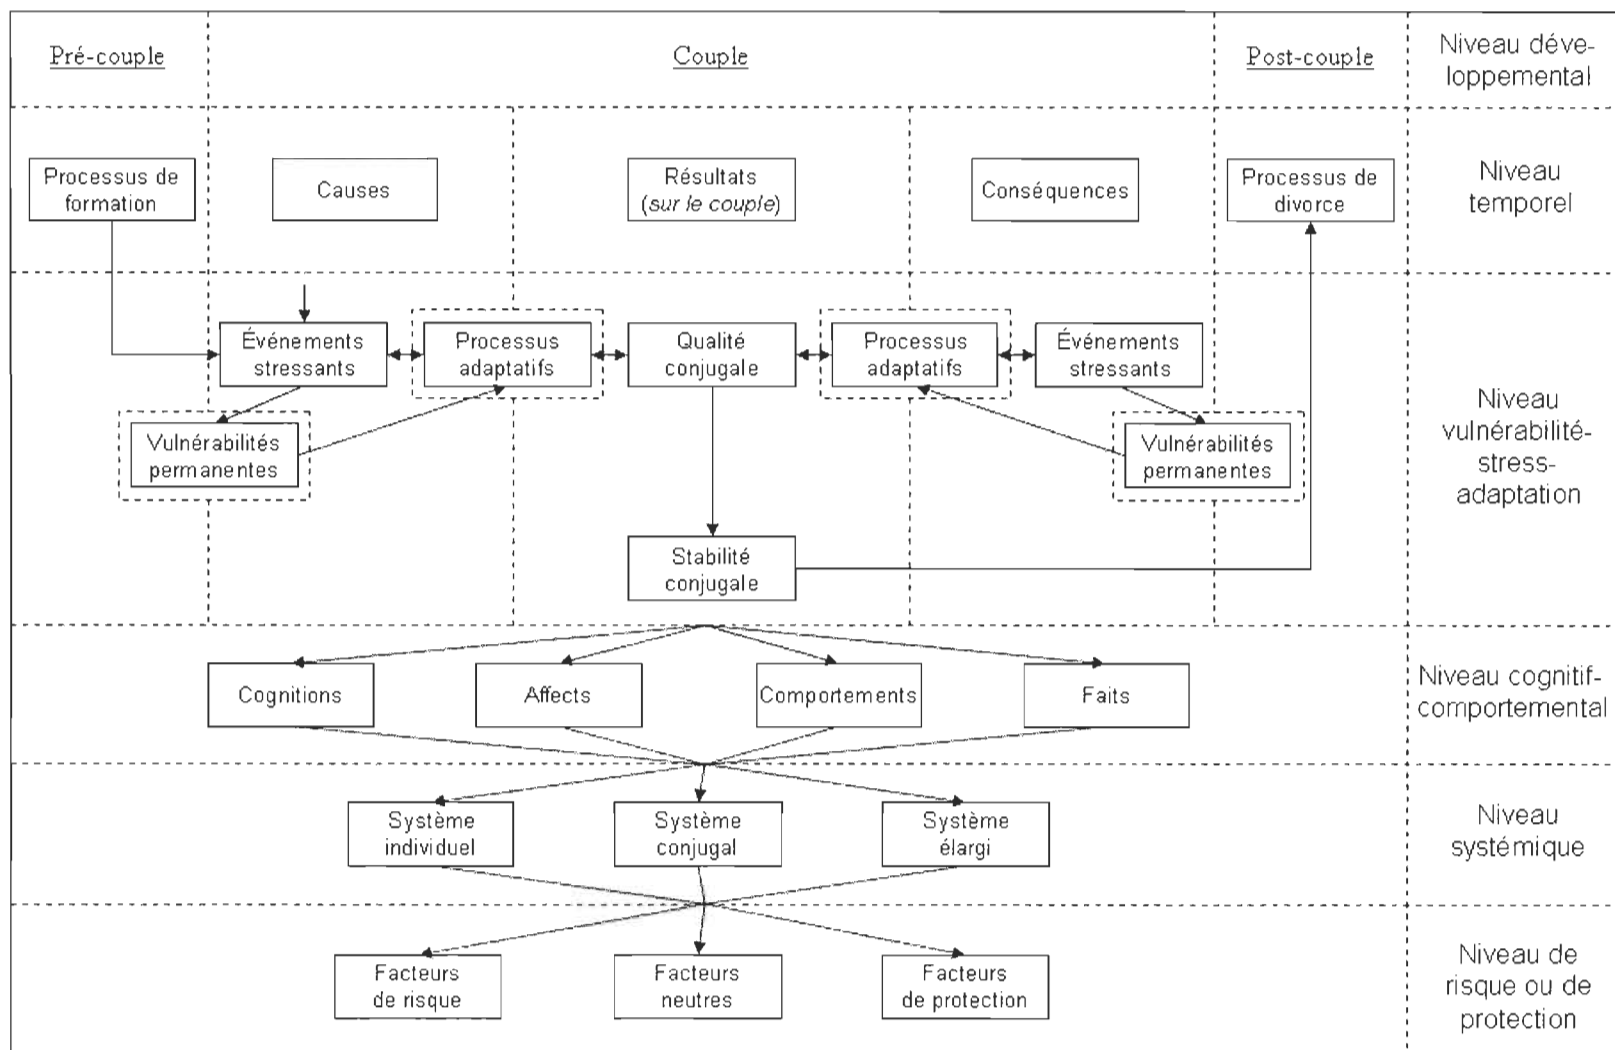 Pré-couple
Couple
Post-couple
Niveau déve-
loppemental
Processus de
formation
Causes
Résultats
(sur le couple)
Conséquences
Processus de
divorce
Niveau
temporel
Événements
stressants
Processus
adaptatifs
Qualité
conjugale
Processus
adaptatifs
Événements
stressants
Vulnérabilités
permanentes
Vulnérabilités
permanentes
Niveau
vulnérabilité-
stress-
adaptation
Stabilité
conjugale
Cognitions
Affects
Comportements
Faits
Niveau cognitif-
comportemental
Système
individuel
Système
conjugal
Système
élargi
Niveau
systémique
Facteurs
de risque
Facteurs
neutres
Facteurs
de protection
Niveau de
risque ou de
protection